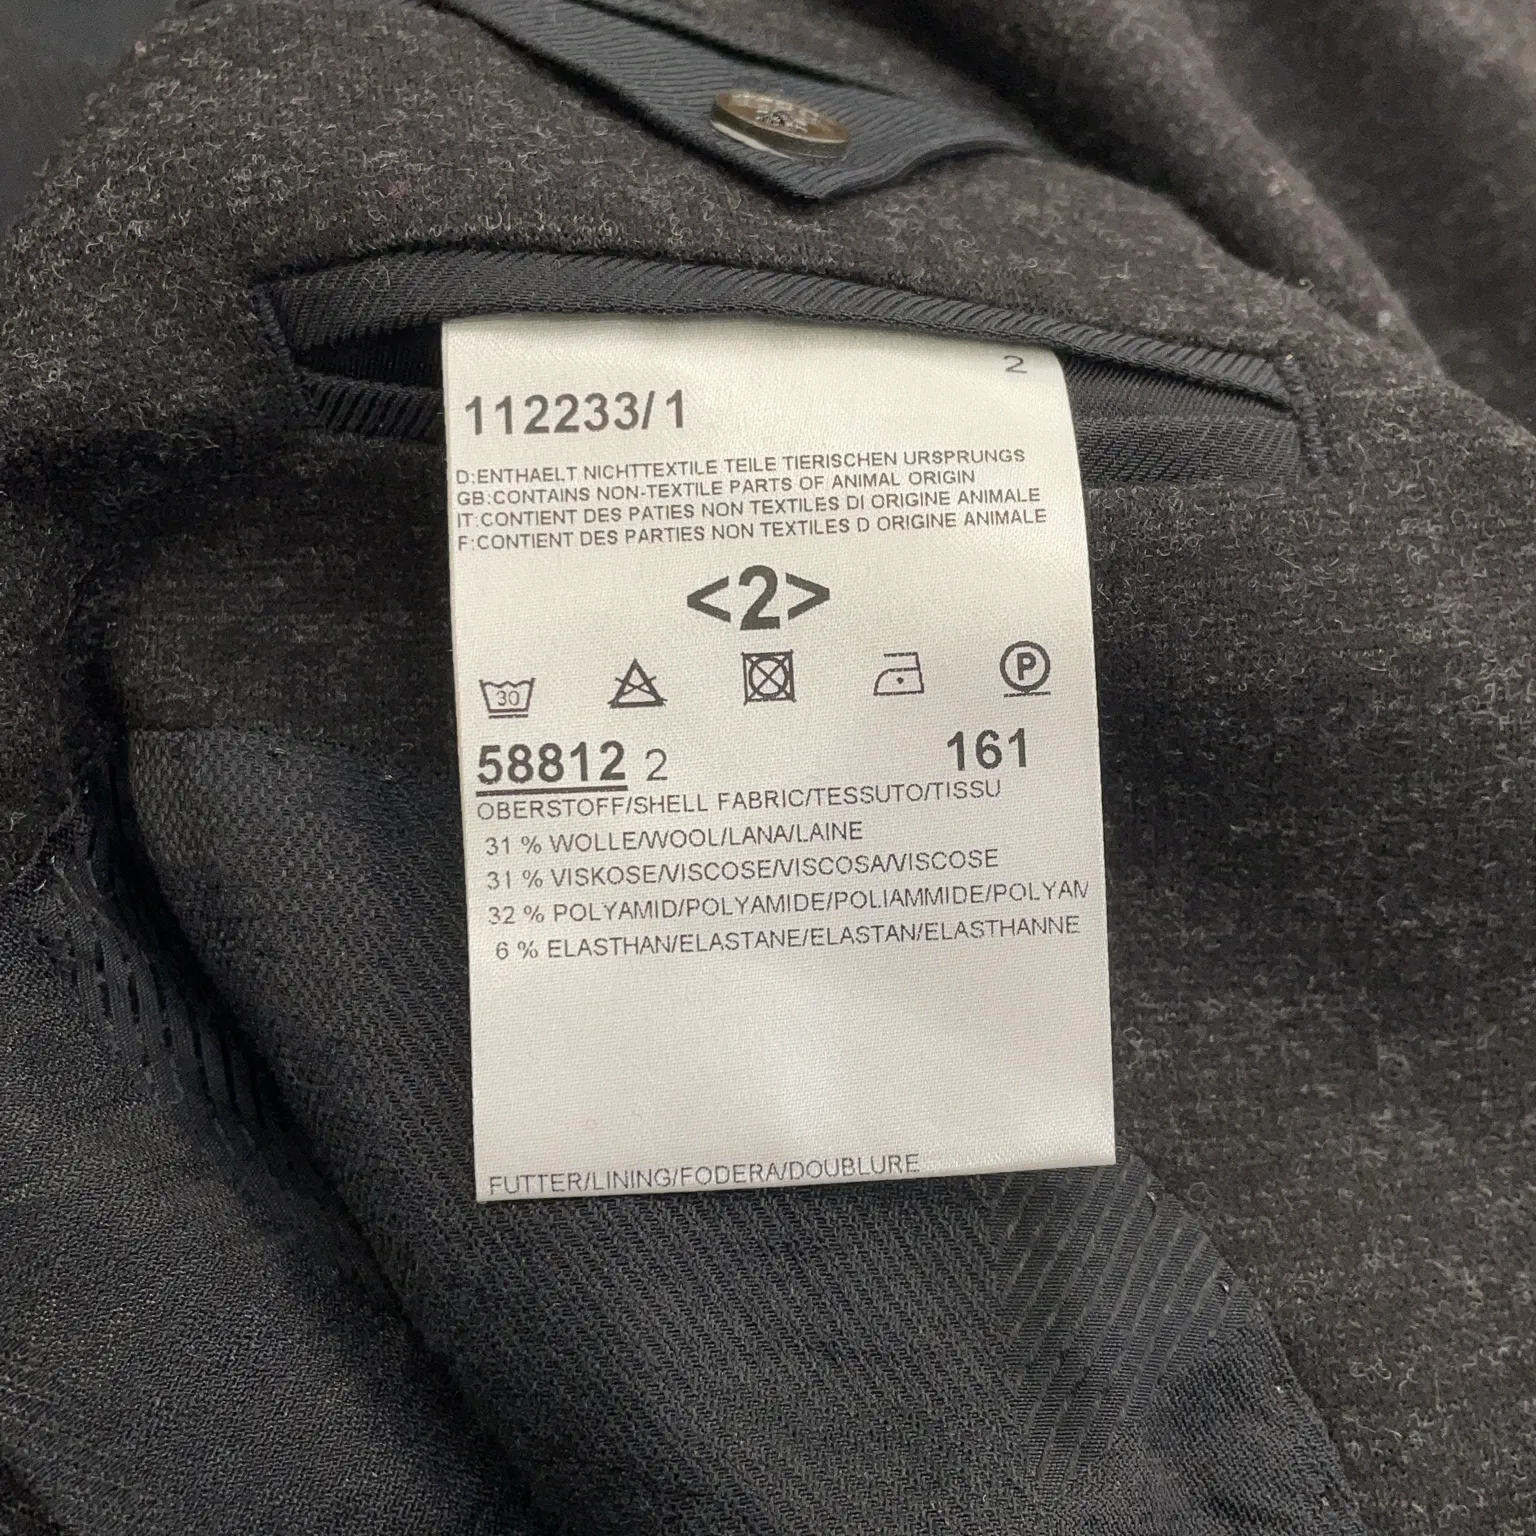 2
112233/1
D:ENTHAELT NICHTTEXTILE TEILE TIERISCHEN URSPRUNGS
GB:CONTAINS NON-TEXTILE PARTS OF ANIMAL ORIGIN
IT:CONTIENT DES PATIES NON TEXTILES DI ORIGINE ANIMALE
F:CONTIENT DES PARTIES NON TEXTILES D ORIGINE ANIMALE
<2>
30 P
58812 2 161
OBERSTOFF/SHELL FABRIC/TESSUTO/TISSU
31 % WOLLE/WOOL/LANA/LAINE
31 % VISKOSE/VISCOSE/VISCOSA/VISCOSE
32 % POLYAMID/POLYAMIDE/POLIAMMIDE/POLYAM
6 % ELASTHAN/ELASTANE/ELASTAN/ELASTHANNE
FUTTER/LINING/FODERA/DOUBLURE